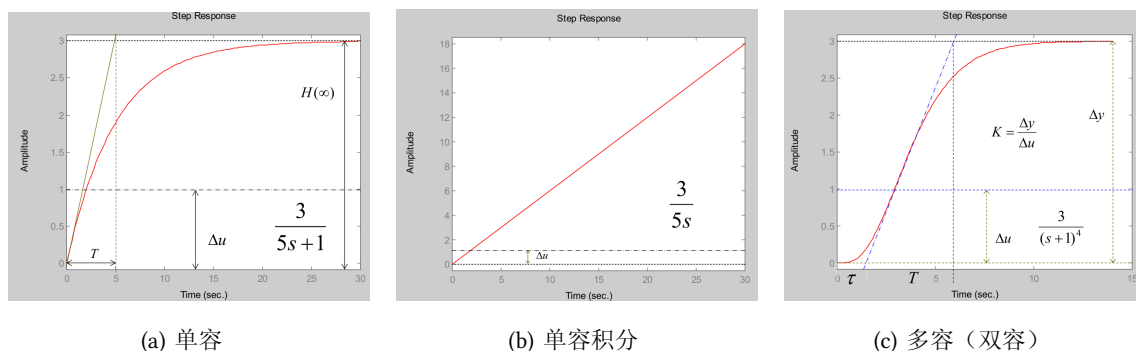 Step Response
3
2.5
2
1.5
1
0.5
0
Amplitude
H(∞)
Δu
3/(5s+1)
T
0 5 10 15 20 25 30
Time (sec.)
(a) 单容
Step Response
18
16
14
12
10
8
6
4
2
0
Amplitude
3/(5s)
Δu
0 5 10 15 20 25 30
Time (sec.)
(b) 单容积分
Step Response
3
2.5
2
1.5
1
0.5
0
Amplitude
K = Δy/Δu
Δy
Δu
3/(s+1)^4
0 5 10 15
τ T
Time (sec.)
(c) 多容（双容）